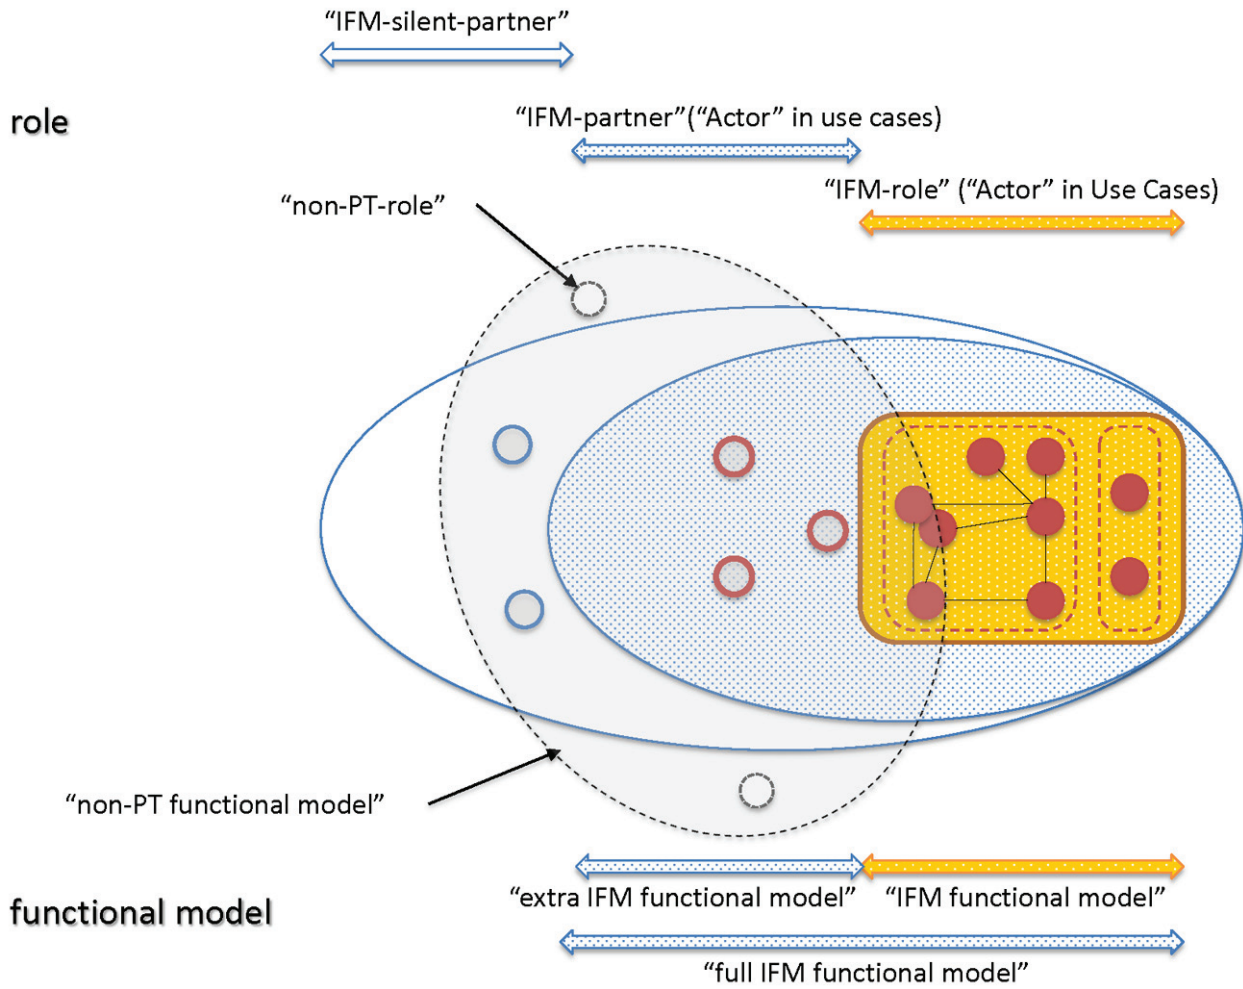 “IFM-silent-partner”
role
“IFM-partner”(“Actor” in use cases)
“IFM-role” (“Actor” in Use Cases)
“non-PT-role”
“non-PT functional model”
“extra IFM functional model”
“IFM functional model”
functional model
“full IFM functional model”